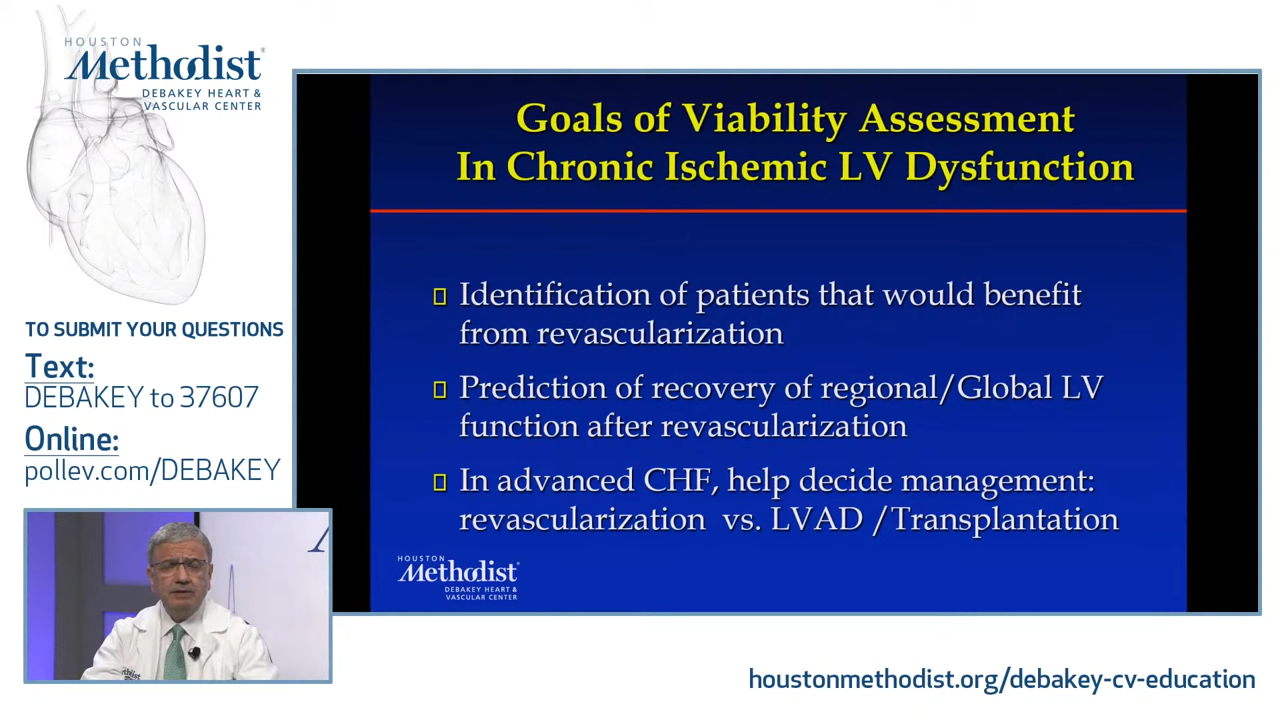 HOUSTON
Methodist®
DEBAKEY HEART &
VASCULAR CENTER
TO SUBMIT YOUR QUESTIONS
Text:
DEBAKEY to 37607
Online:
pollev.com/DEBAKEY
Goals of Viability Assessment
In Chronic Ischemic LV Dysfunction
Identification of patients that would benefit
from revascularization
Prediction of recovery of regional/Global LV
function after revascularization
In advanced CHF, help decide management:
revascularization vs. LVAD /Transplantation
HOUSTON
Methodist
DEBAKEY HEART &
VASCULAR CENTER
houstonmethodist.org/debakey-cv-education